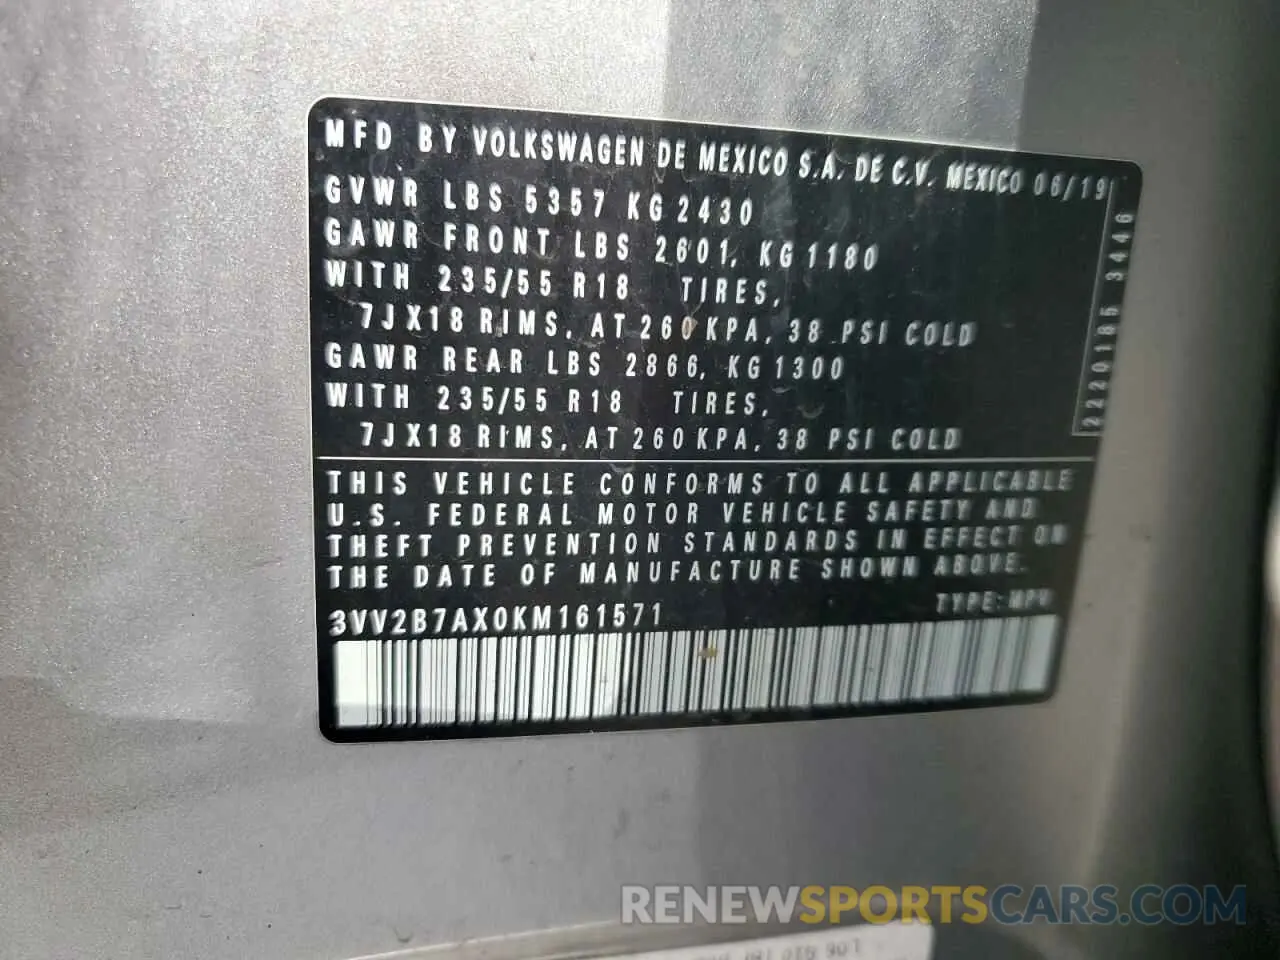 MFD BY VOLKSWAGEN DE MEXICO S.A. DE C.V. MEXICO 06/19
GVWR LBS 5357 KG 2430
GAWR FRONT LBS 2601, KG 1180
WITH 235/55 R18 TIRES,
7JX18 RIMS, AT 260 KPA, 38 PSI COLD
GAWR REAR LBS 2866, KG 1300
WITH 235/55 R18 TIRES,
7JX18 RIMS, AT 260 KPA, 38 PSI COLD
2220185 3446
THIS VEHICLE CONFORMS TO ALL APPLICABLE
U.S. FEDERAL MOTOR VEHICLE SAFETY AND
THEFT PREVENTION STANDARDS IN EFFECT ON
THE DATE OF MANUFACTURE SHOWN ABOVE.
3VV2B7AX0KM161571 TYPE: MPV
RENEWSPORTSCARS.COM